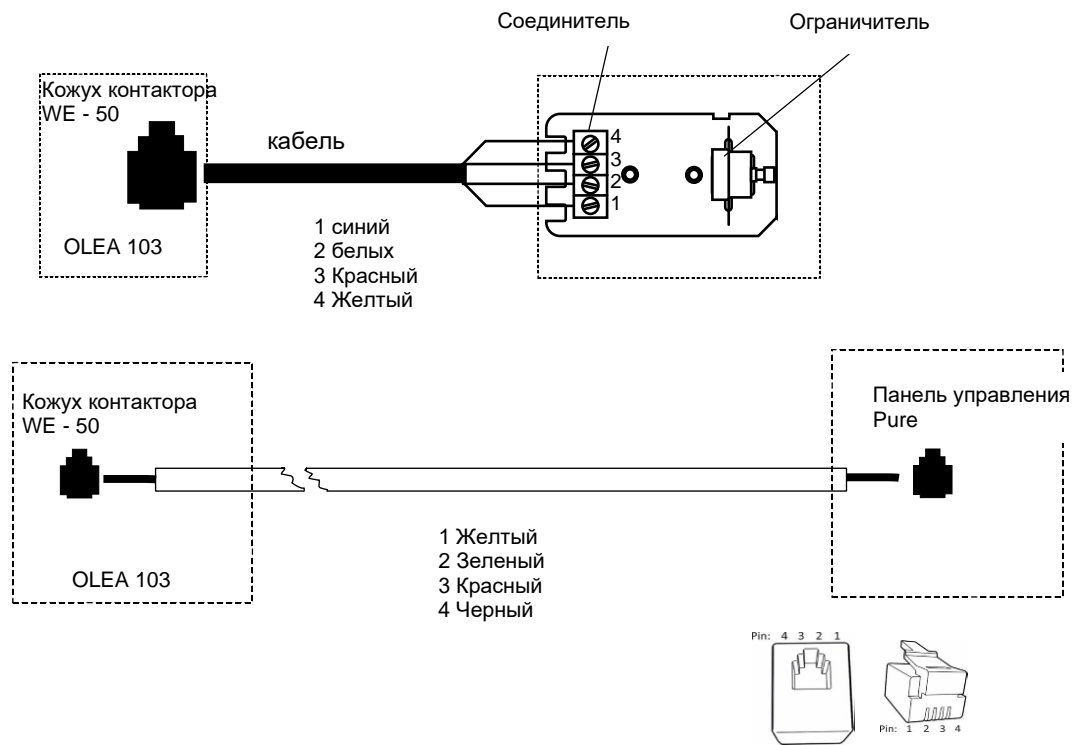 Соединитель
Ограничитель
Кожух контактора
WE - 50
кабель
4
3
2
1
OLEA 103
1 синий
2 белых
3 Красный
4 Желтый
Кожух контактора
WE - 50
Панель управления
Pure
OLEA 103
1 Желтый
2 Зеленый
3 Красный
4 Черный
Pin: 4 3 2 1
Pin: 1 2 3 4